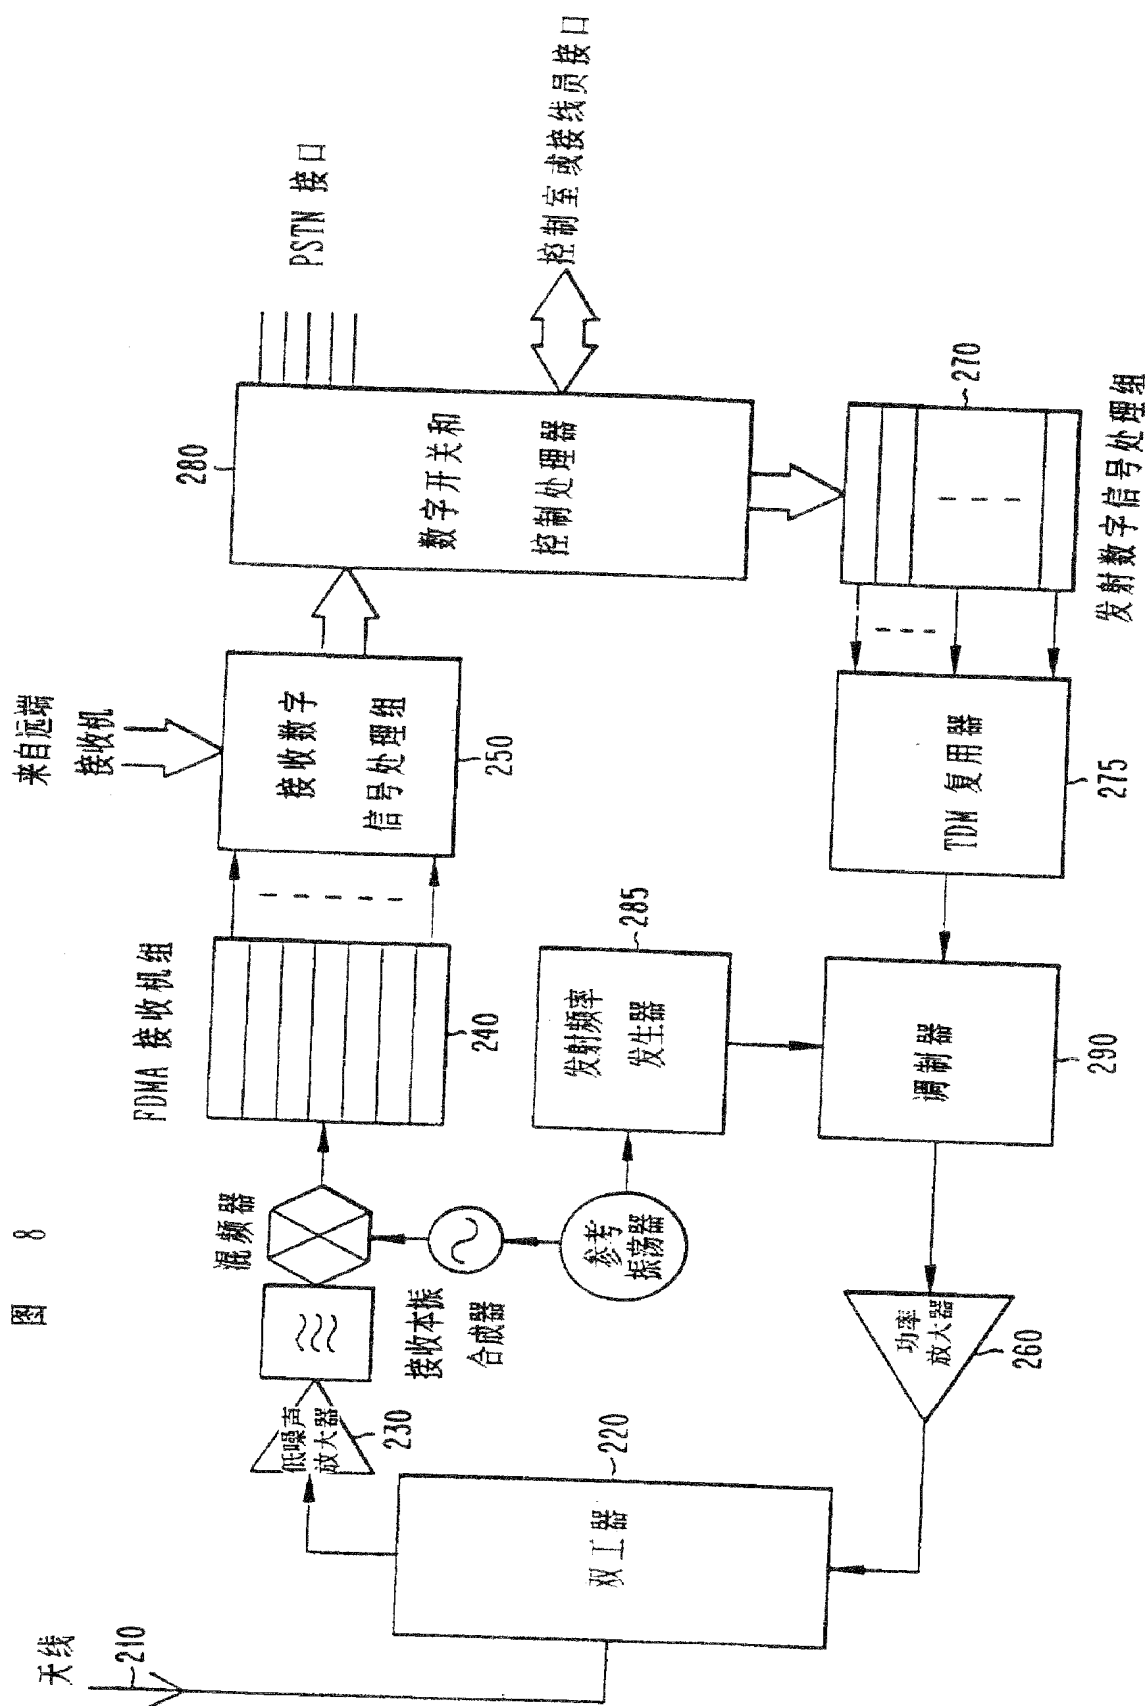 图 8
天线
210
双工器
220
低噪声
放大器
230
混频器
接收本振
合成器
参考
振荡器
FDMA 接收机组
240
来自远端
接收机
接收数字
信号处理组
250
280
数字开关和
控制处理器
PSTN 接口
控制室或接线员接口
发射频率
发生器
285
功率
放大器
260
调制器
290
TDM 复用器
275
270
发射数字信号处理组